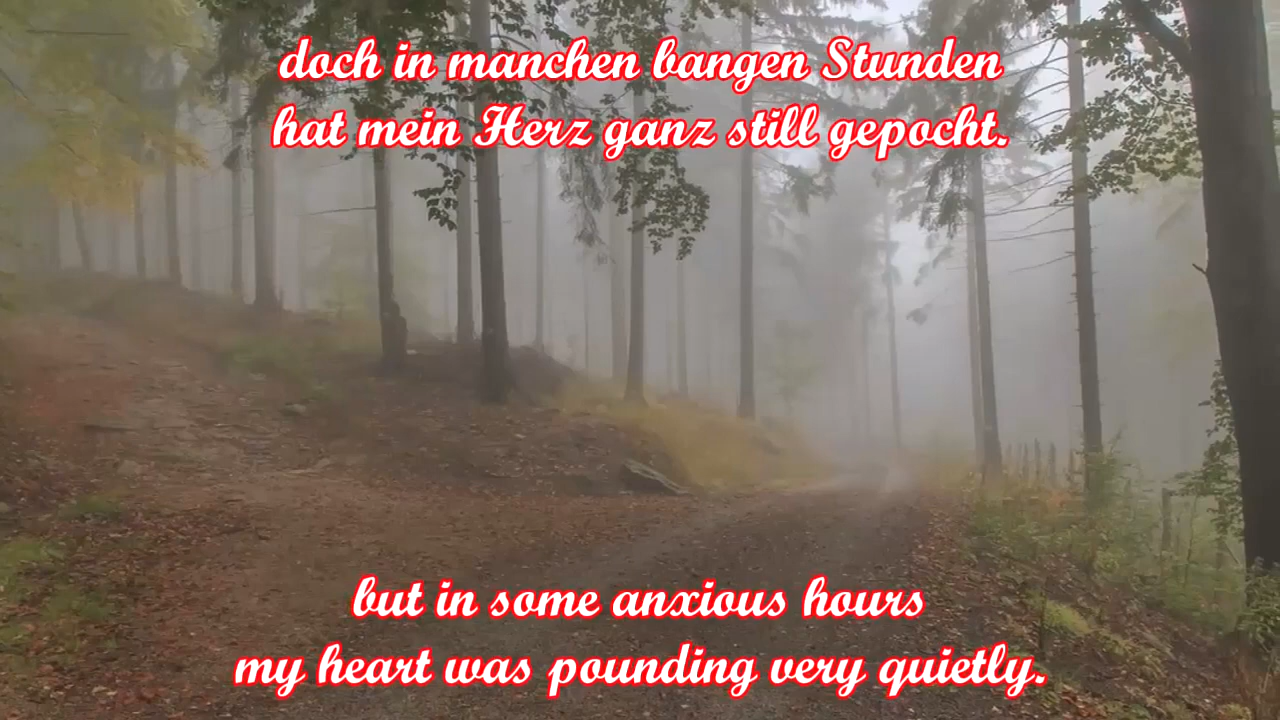 doch in manchen bangen Stunden
hat mein Herz ganz still gepocht.
but in some anxious hours
my heart was pounding very quietly.